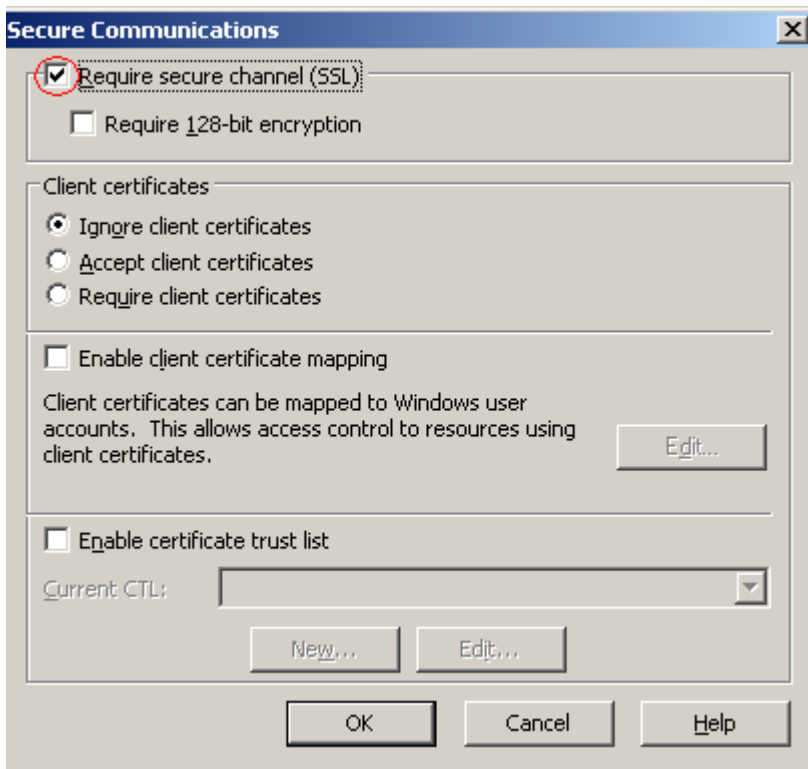 Secure Communications
Require secure channel (SSL)
Require 128-bit encryption
Client certificates
Ignore client certificates
Accept client certificates
Require client certificates
Enable client certificate mapping
Client certificates can be mapped to Windows user
accounts. This allows access control to resources using
client certificates.
Edit...
Enable certificate trust list
Current CTL:
New...
Edit...
OK
Cancel
Help